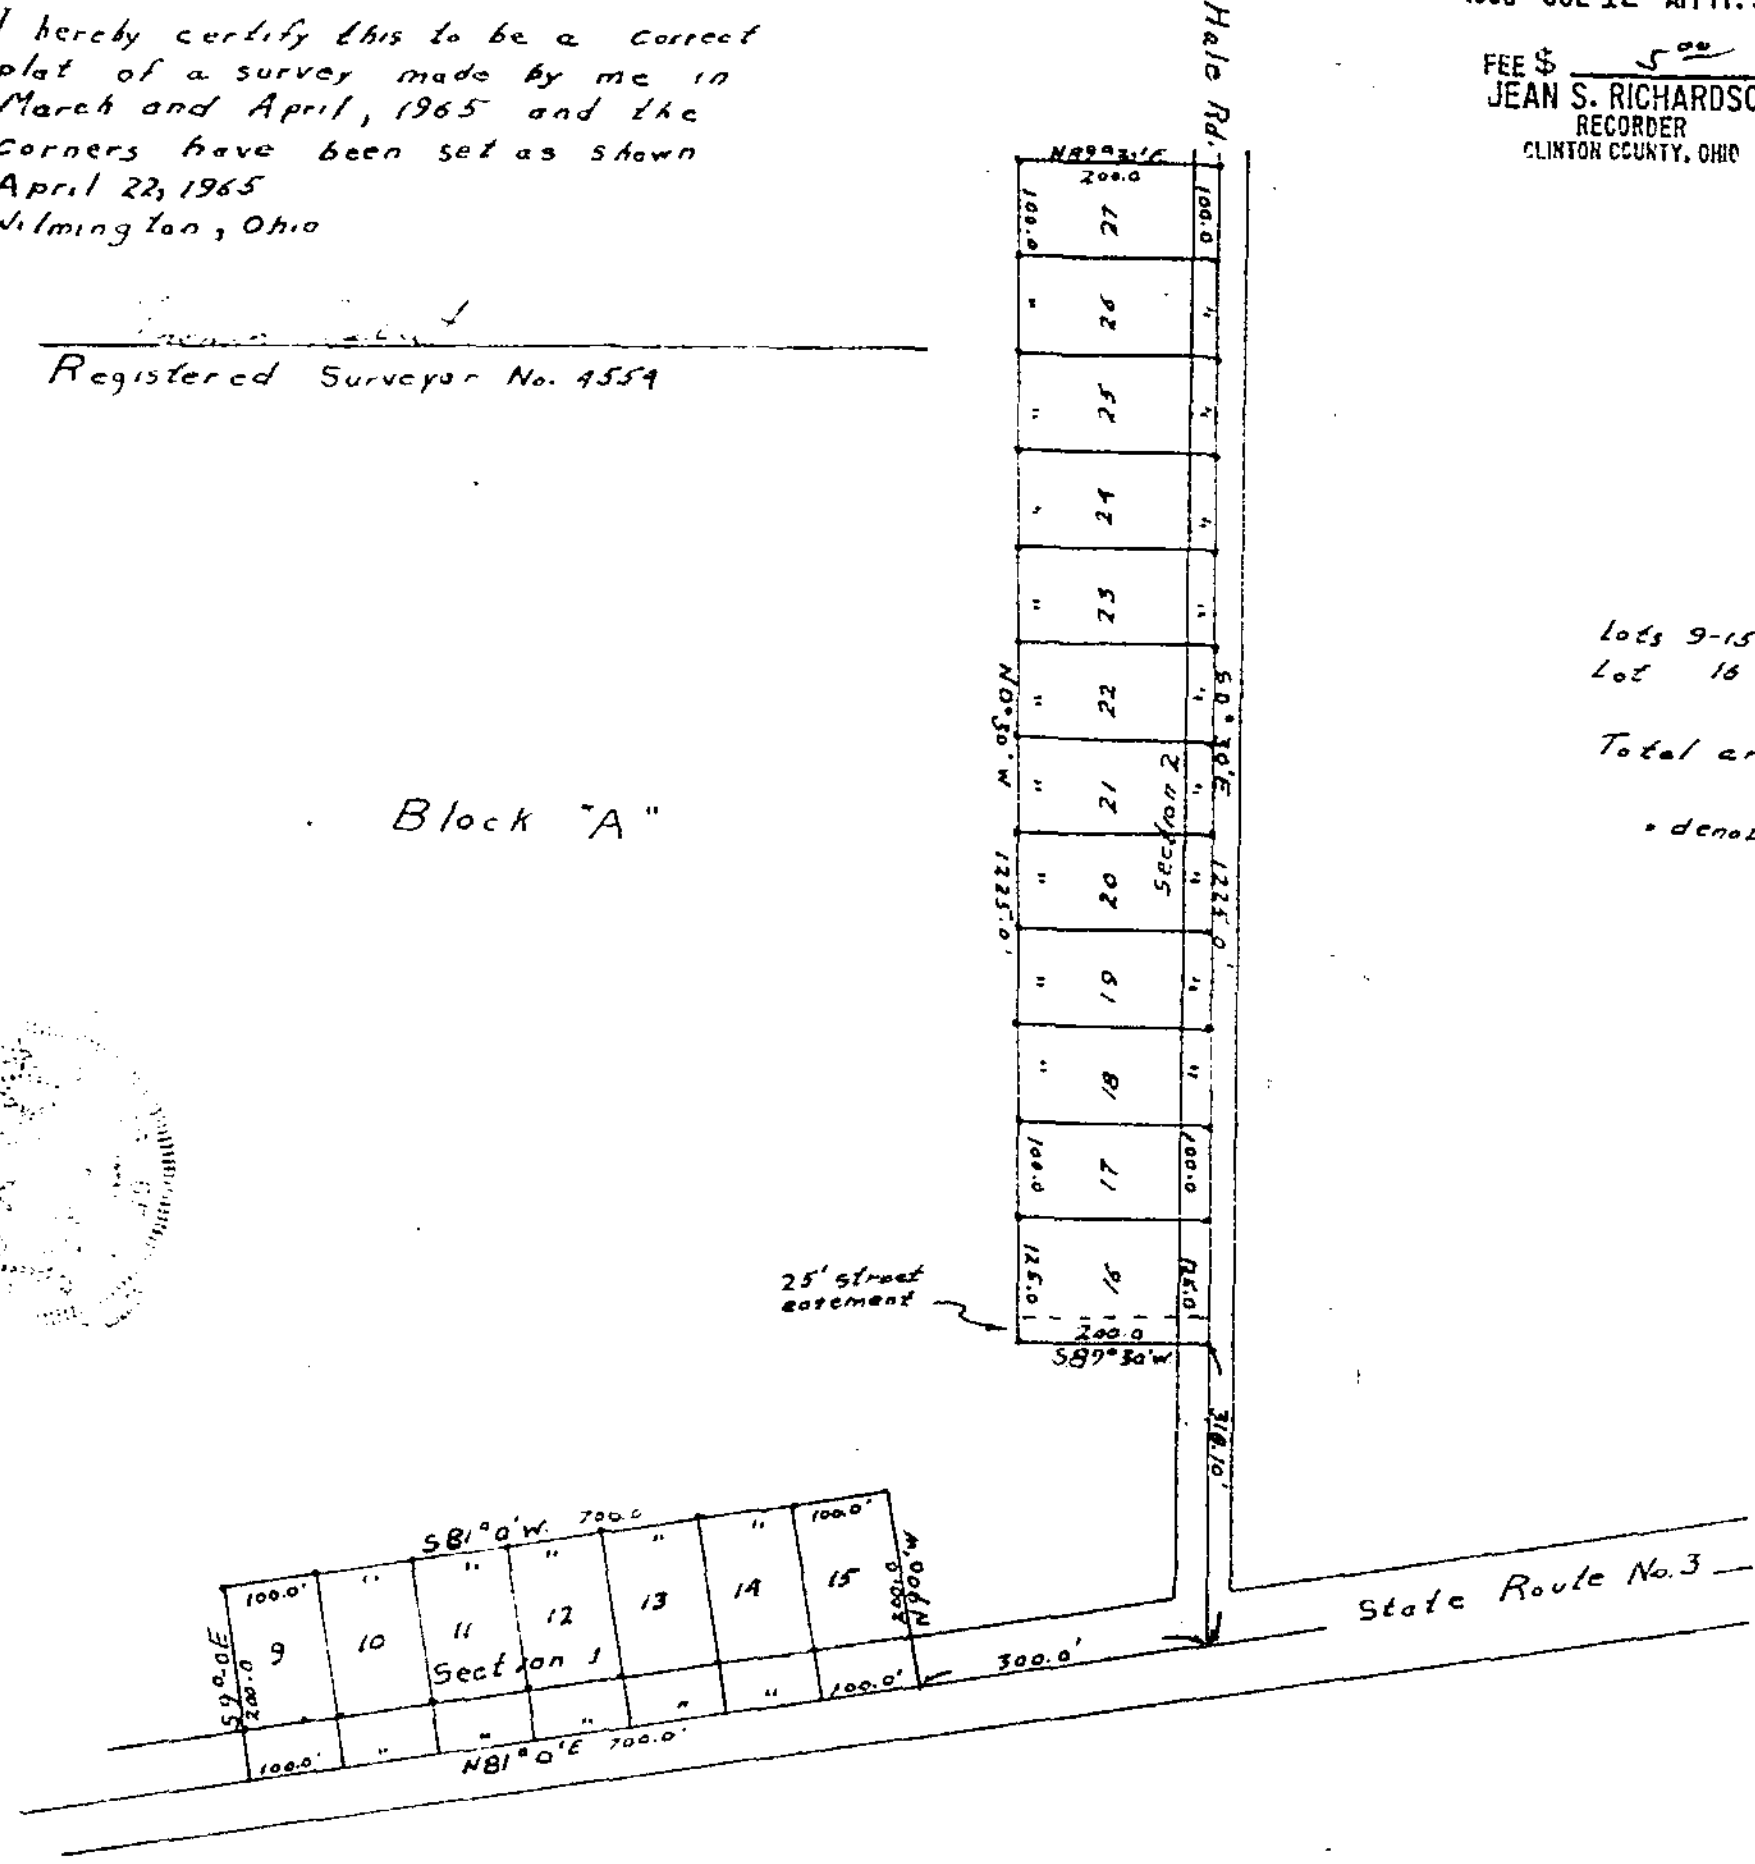 I hereby certify this to be a correct
plat of a survey made by me in
March and April, 1965 and the
corners have been set as shown
April 22, 1965
Wilmington, Ohio
Registered Surveyor No. 4554
Hale Rd.
FEE $ 5 00
JEAN S. RICHARDSO
RECORDER
CLINTON COUNTY, OHIO
N89°30'E
200.0
100.0 27 100.0
" 26 "
" 25 "
" 24 "
" 23 "
" 22 "
" 21 "
" 20 "
" 19 "
" 18 "
100.0 17 100.0
125.0 16 125.0
200.0
S89°30'W
N0°30'W 1225.0'
Section 2
S0°30'E 1225.0'
Lots 9-15
Lot 16
Total ar
• denot
Block "A"
25' street
easement
310.10'
S81°0'W. 700.0
100.0' " " " " " 100.0'
9 10 11 12 13 14 15
Section 1
S9°0E
200.0
200.0
N9°00'W
100.0' " " " " " 100.0'
N81°0'E 700.0'
300.0'
State Route No. 3